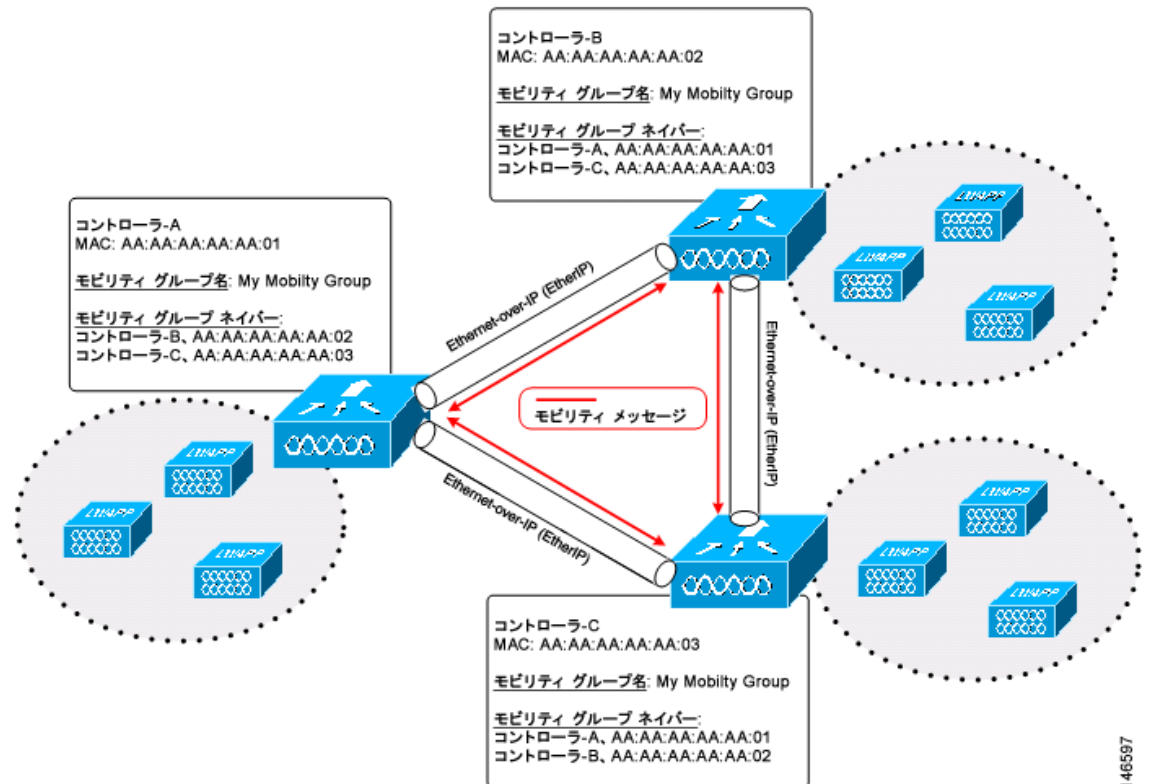 コントローラ-B
MAC: AA:AA:AA:AA:AA:02
モビリティ グループ名: My Mobilty Group
モビリティ グループ ネイバー:
コントローラ-A、AA:AA:AA:AA:AA:01
コントローラ-C、AA:AA:AA:AA:AA:03
コントローラ-A
MAC: AA:AA:AA:AA:AA:01
モビリティ グループ名: My Mobilty Group
モビリティ グループ ネイバー:
コントローラ-B、AA:AA:AA:AA:AA:02
コントローラ-C、AA:AA:AA:AA:AA:03
LWAPP
LWAPP
LWAPP
Ethernet-over-IP (EtherIP)
Ethernet-over-IP (EtherIP)
モビリティ メッセージ
Ethernet-over-IP (EtherIP)
LWAPP
LWAPP
LWAPP
LWAPP
LWAPP
LWAPP
コントローラ-C
MAC: AA:AA:AA:AA:AA:03
モビリティ グループ名: My Mobilty Group
モビリティ グループ ネイバー:
コントローラ-A、AA:AA:AA:AA:AA:01
コントローラ-B、AA:AA:AA:AA:AA:02
46597